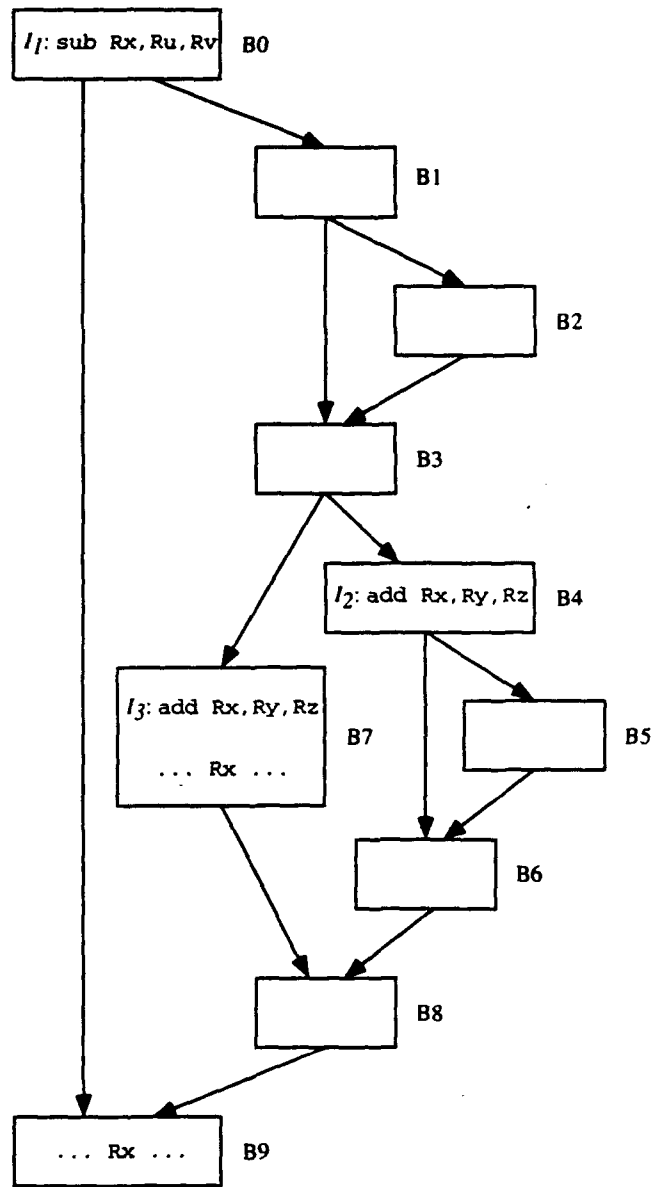 I1: sub Rx,Ru,Rv B0
B1
B2
B3
I2: add Rx,Ry,Rz B4
I3: add Rx,Ry,Rz
B7
B5
... Rx ...
B6
B8
... Rx ... B9